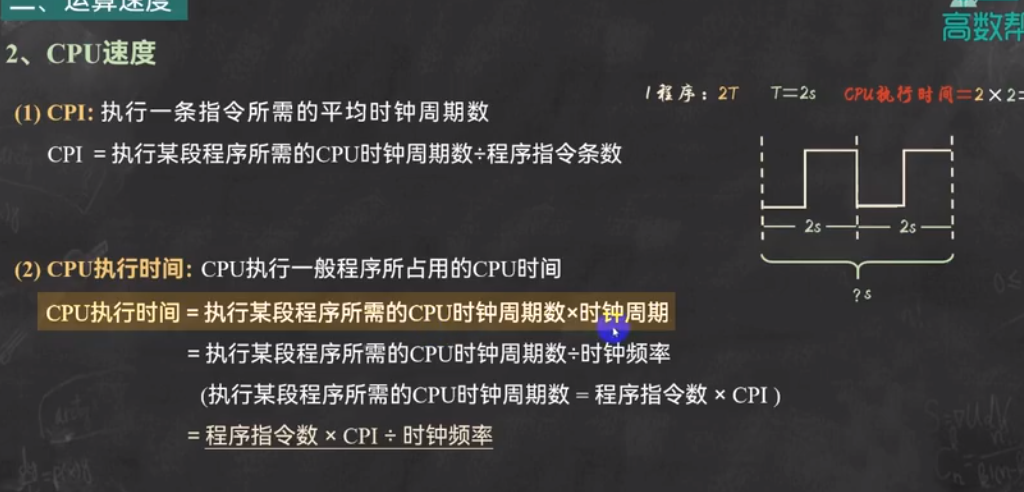 二、运算速度
高数帮
2、CPU速度
1程序：2T T=2s CPU执行时间=2×2=
(1) CPI: 执行一条指令所需的平均时钟周期数
CPI =执行某段程序所需的CPU时钟周期数÷程序指令条数
2s 2s
?s
(2) CPU执行时间: CPU执行一般程序所占用的CPU时间
CPU执行时间 = 执行某段程序所需的CPU时钟周期数×时钟周期
= 执行某段程序所需的CPU时钟周期数÷时钟频率
(执行某段程序所需的CPU时钟周期数 = 程序指令数 × CPI )
= 程序指令数 × CPI ÷ 时钟频率